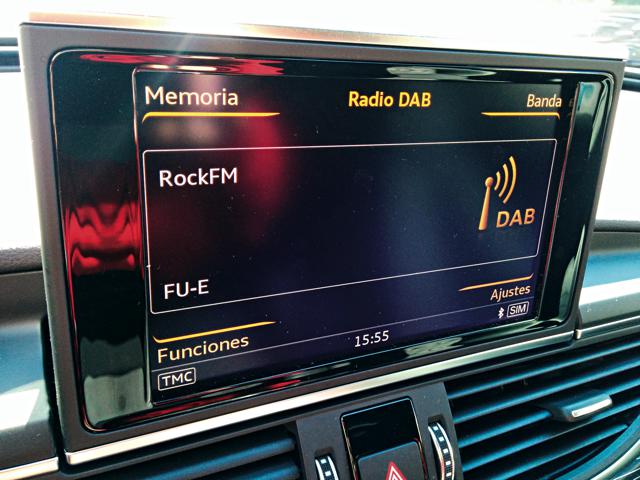 Memoria
Radio DAB
Banda
RockFM
DAB
FU-E
Ajustes
SIM
Funciones
15:55
TMC